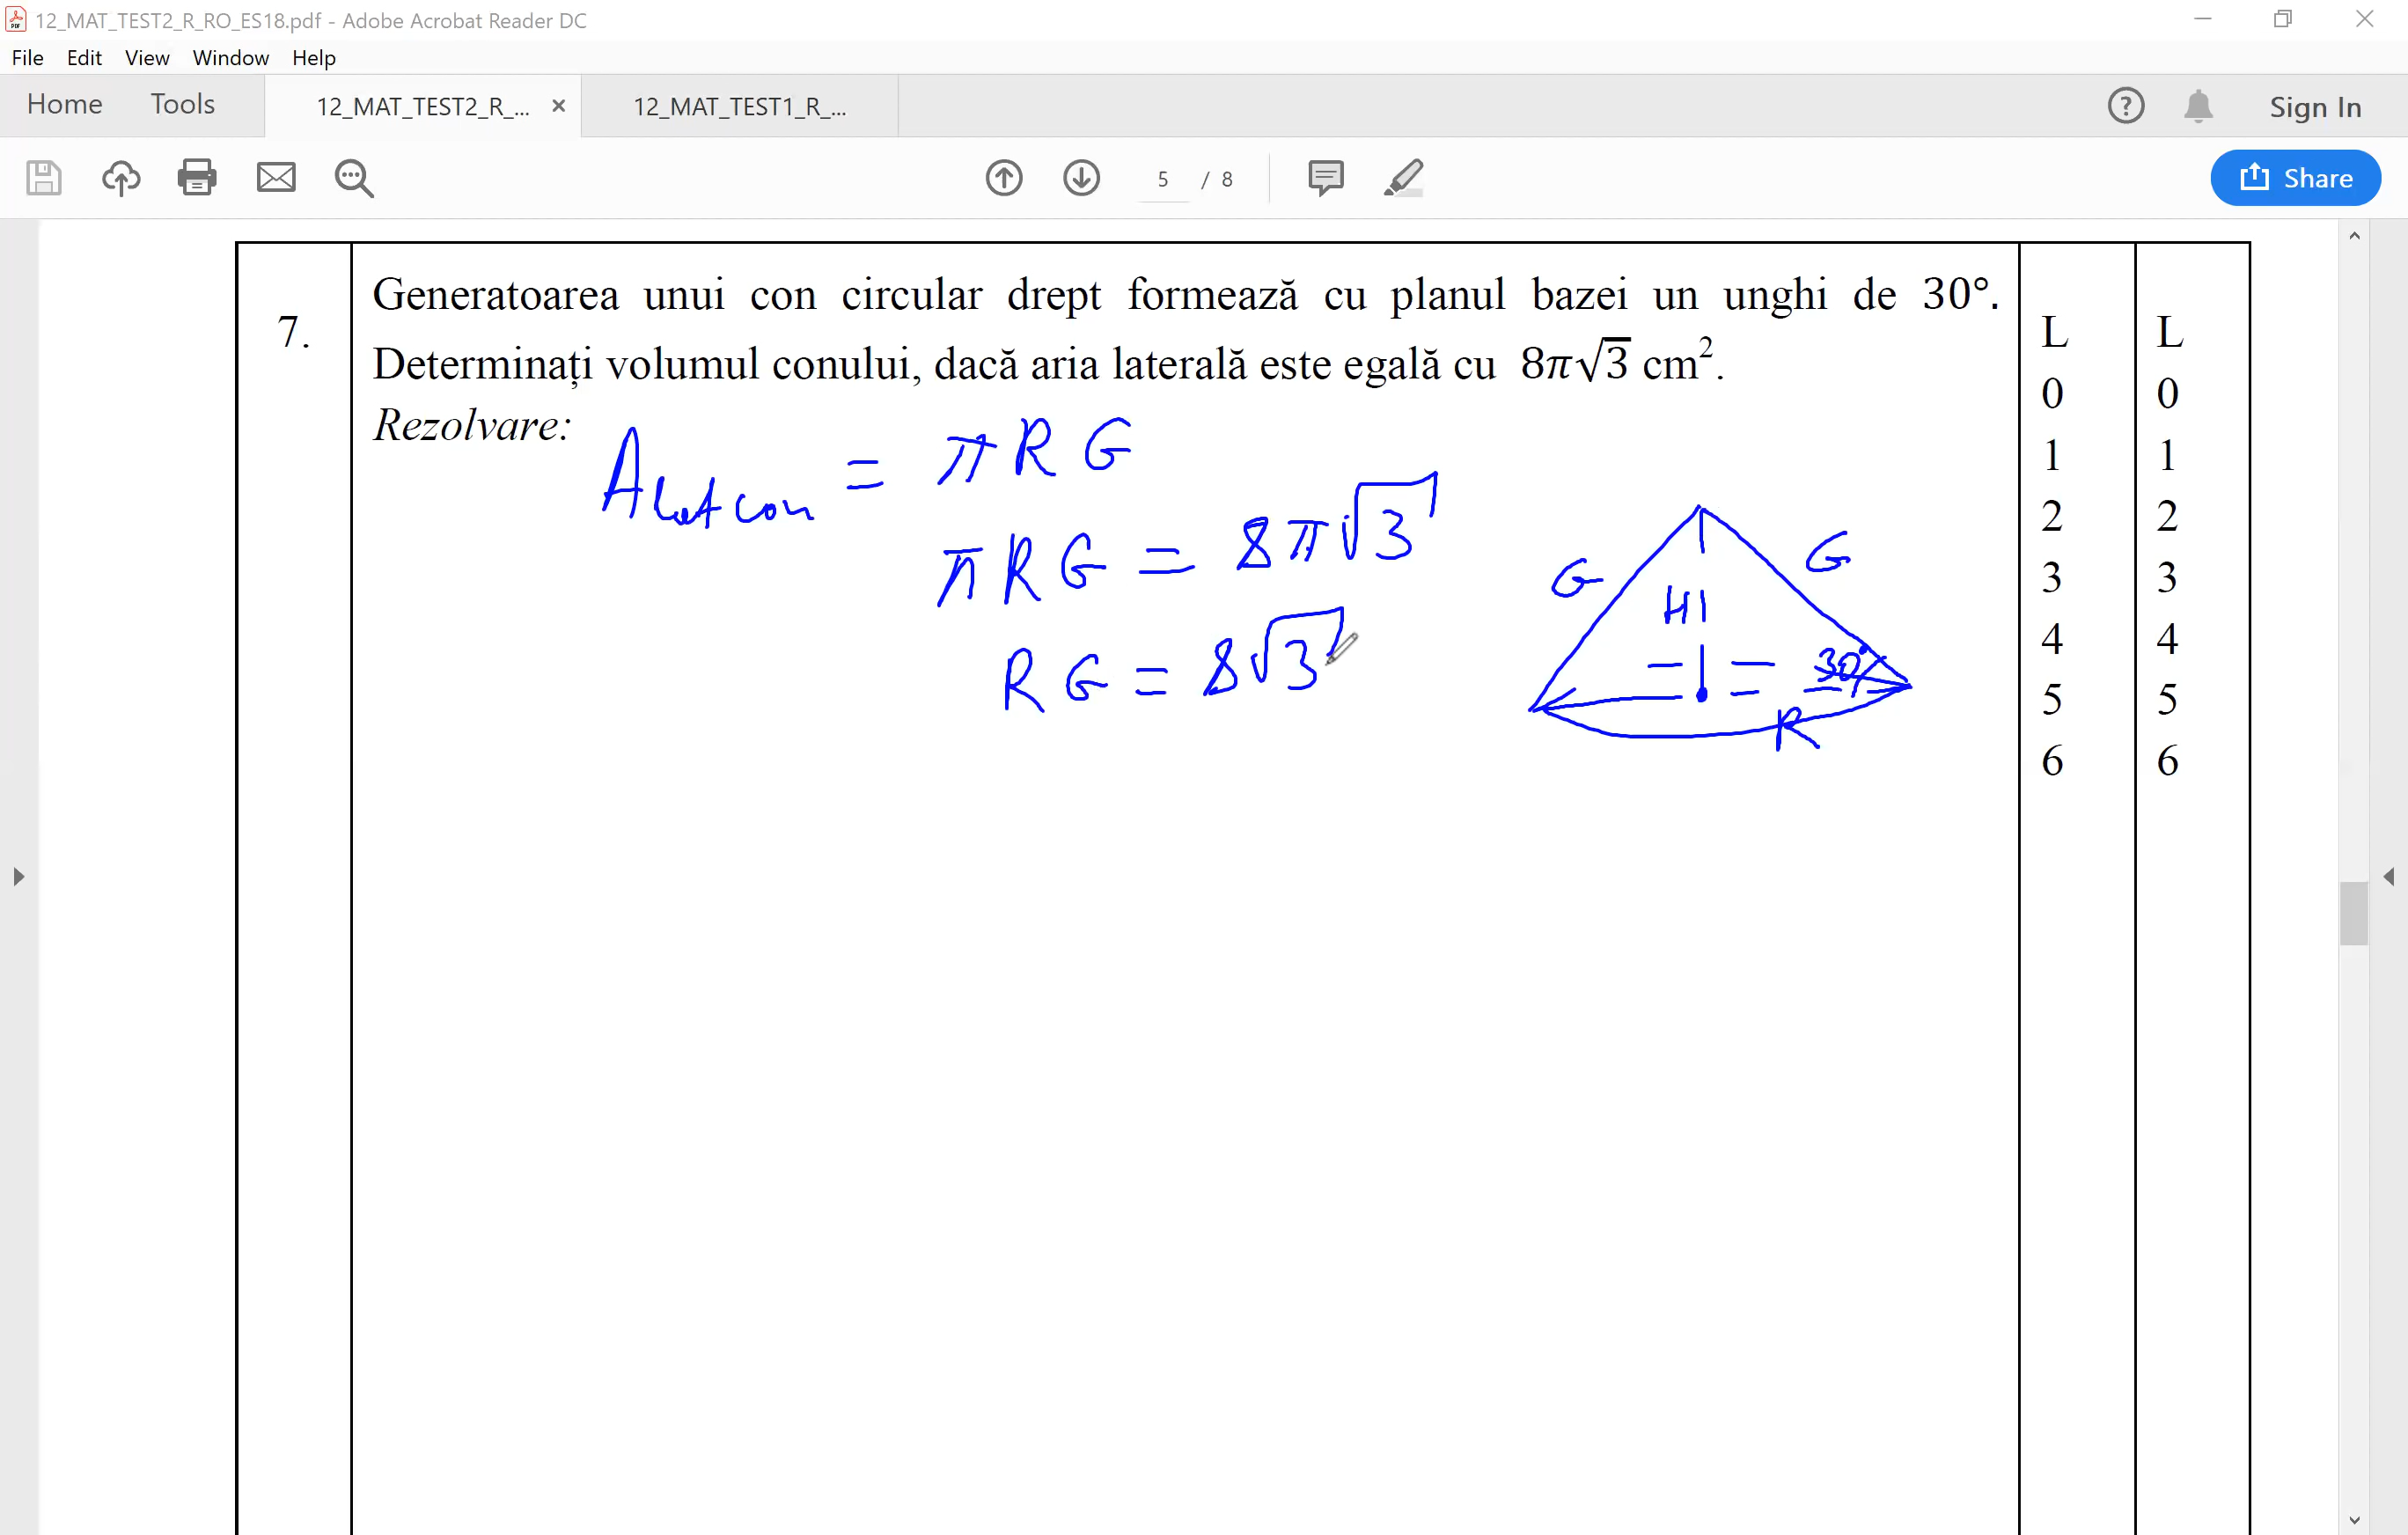 12_MAT_TEST2_R_RO_ES18.pdf - Adobe Acrobat Reader DC
File Edit View Window Help
Home Tools 12_MAT_TEST2_R_... × 12_MAT_TEST1_R_... Sign In
5 / 8 Share
7.
Generatoarea unui con circular drept formează cu planul bazei un unghi de 30°.
Determinați volumul conului, dacă aria laterală este egală cu 8π√3 cm².
Rezolvare:
A lat con = π R G
π R G = 8 π √3
R G = 8 √3
G G
H
30°
R
L L
0 0
1 1
2 2
3 3
4 4
5 5
6 6